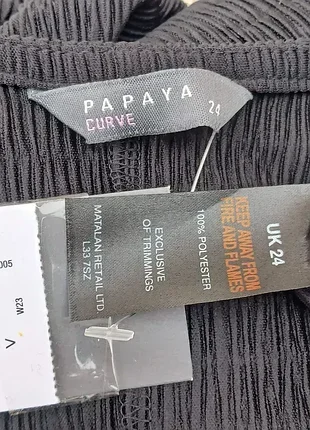 PAPAYA
CURVE
24
UK 24
KEEP AWAY FROM
FIRE AND FLAMES
100% POLYESTER
EXCLUSIVE
OF TRIMMINGS
MATALAN RETAIL LTD.
L33 7SZ
005
W23
V